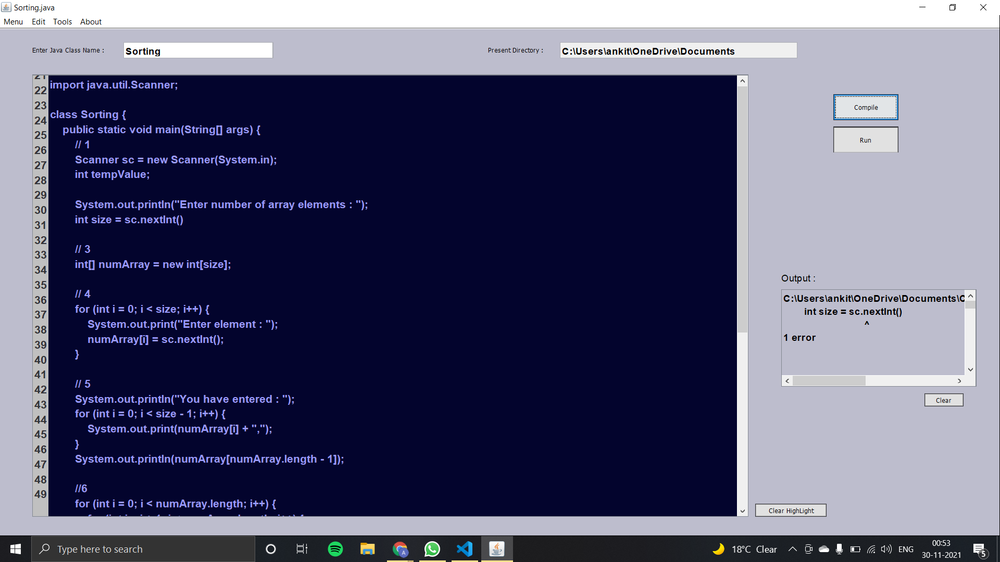 Sorting.java
Menu Edit Tools About
Enter Java Class Name : Sorting Present Directory : C:\Users\ankit\OneDrive\Documents
21 import java.util.Scanner;
22
23 class Sorting {
24 public static void main(String[] args) {
25 // 1
26 Scanner sc = new Scanner(System.in);
27 int tempValue;
28
29 System.out.println("Enter number of array elements : ");
30 int size = sc.nextInt()
31
32 // 3
33 int[] numArray = new int[size];
34
35 // 4
36 for (int i = 0; i < size; i++) {
37 System.out.print("Enter element : ");
38 numArray[i] = sc.nextInt();
39 }
40
41 // 5
42 System.out.println("You have entered : ");
43 for (int i = 0; i < size - 1; i++) {
44 System.out.print(numArray[i] + ",");
45 }
46 System.out.println(numArray[numArray.length - 1]);
47
48 //6
49 for (int i = 0; i < numArray.length; i++) {
Compile
Run
Output :
C:\Users\ankit\OneDrive\Documents\
int size = sc.nextInt()
^
1 error
Clear
Clear HighLight
Type here to search
A
18°C Clear
ENG
00:53
30-11-2021
5